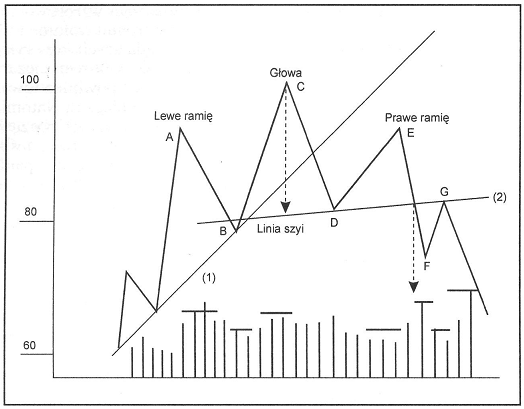 100
Głowa
C
Lewe ramię
A
Prawe ramię
E
80
B
Linia szyi
D
G
(2)
F
(1)
60